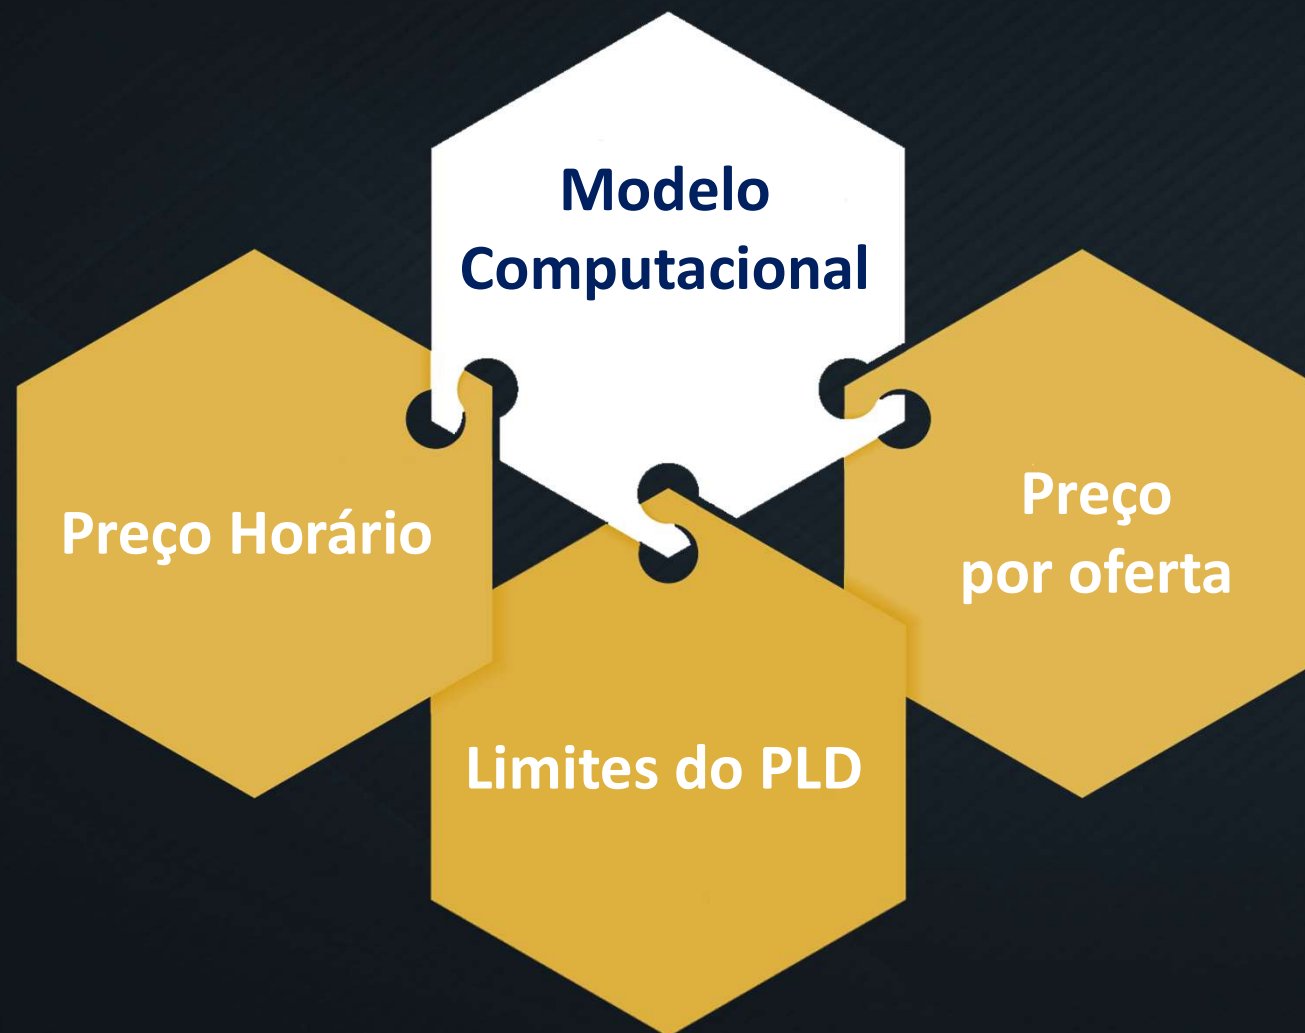 Modelo
Computacional
Preço Horário
Preço
por oferta
Limites do PLD